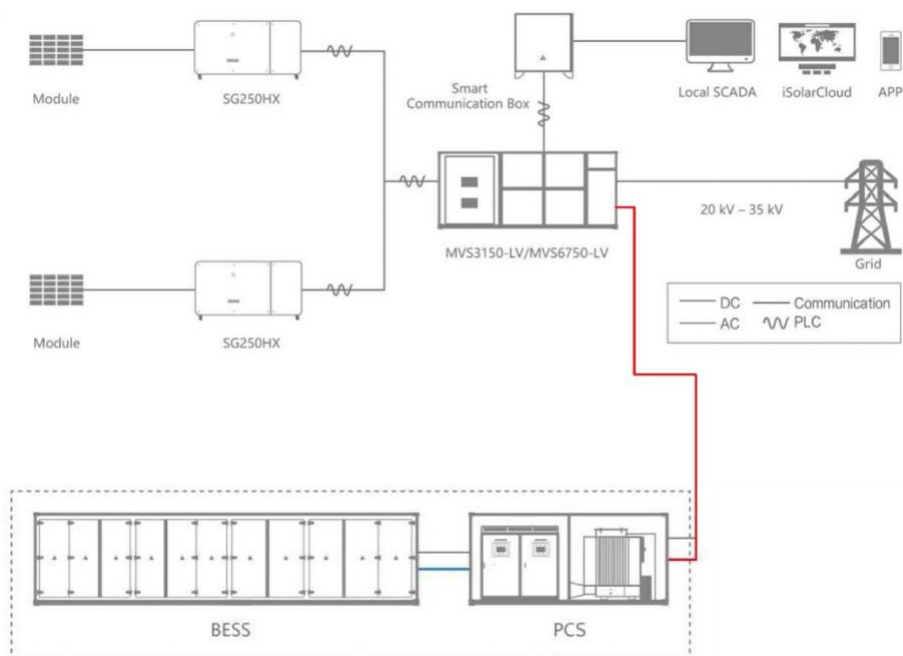 Module
SG250HX
Smart
Communication Box
Local SCADA
iSolarCloud
APP
MVS3150-LV/MVS6750-LV
20 kV – 35 kV
Grid
DC
Communication
AC
PLC
Module
SG250HX
BESS
PCS